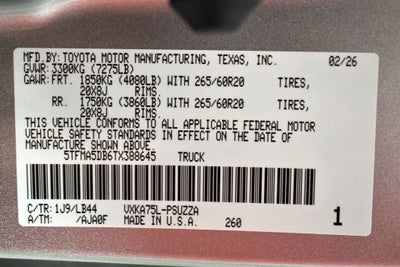 MFD.BY: TOYOTA MOTOR MANUFACTURING, TEXAS, INC. 02/26
GVWR: 3300KG (7275LB)
GAWR: FRT. 1850KG (4080LB) WITH 265/60R20 TIRES,
20X8J RIMS.
RR. 1750KG (3860LB) WITH 265/60R20 TIRES,
20X8J RIMS.
THIS VEHICLE CONFORMS TO ALL APPLICABLE FEDERAL MOTOR
VEHICLE SAFETY STANDARDS IN EFFECT ON THE DATE OF
MANUFACTURE SHOWN ABOVE.
5TFMA5DB6TX388645 TRUCK
C/TR: 1J9/LB44 VXKA75L-PSUZZA
A/TM: /AJA0F MADE IN U.S.A. 260 1